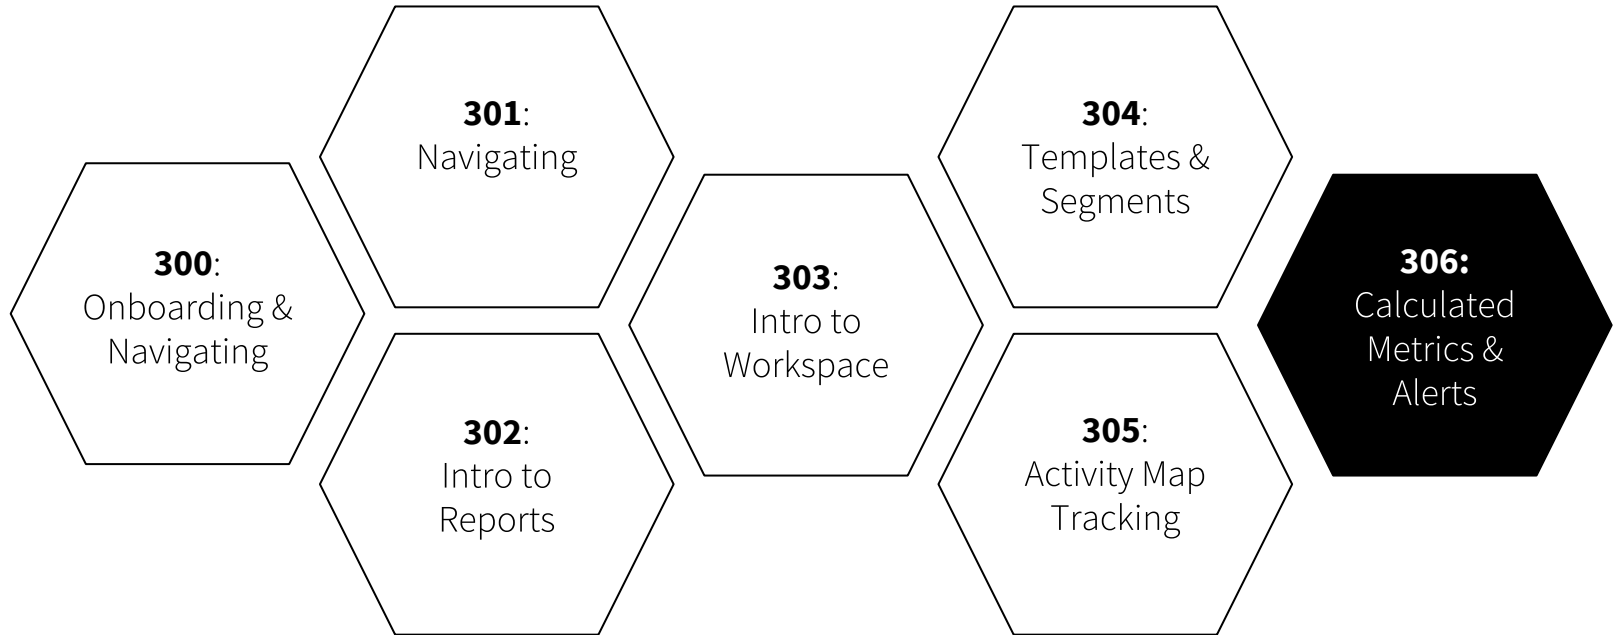 300:
Onboarding &
Navigating
301:
Navigating
302:
Intro to
Reports
303:
Intro to
Workspace
304:
Templates &
Segments
305:
Activity Map
Tracking
306:
Calculated
Metrics &
Alerts